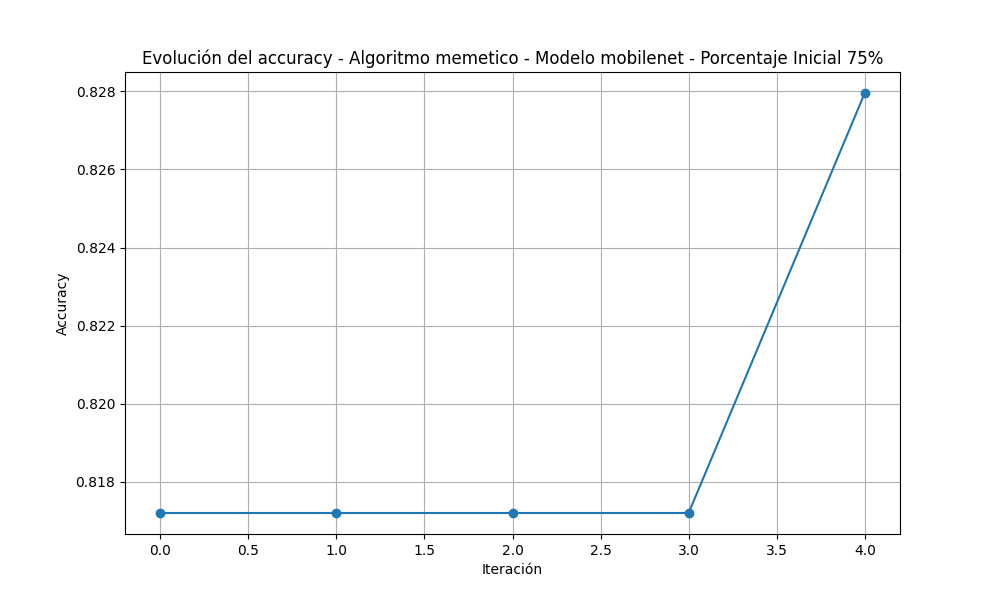 Evolución del accuracy - Algoritmo memetico - Modelo mobilenet - Porcentaje Inicial 75%
0.828
0.826
0.824
0.822
0.820
0.818
Accuracy
0.0 0.5 1.0 1.5 2.0 2.5 3.0 3.5 4.0
Iteración